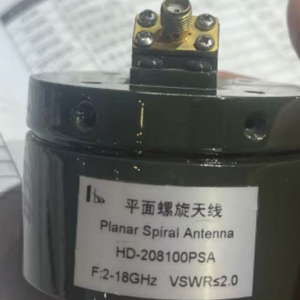 平面螺旋天线
Planar Spiral Antenna
HD-208100PSA
F:2-18GHz VSWR≤2.0